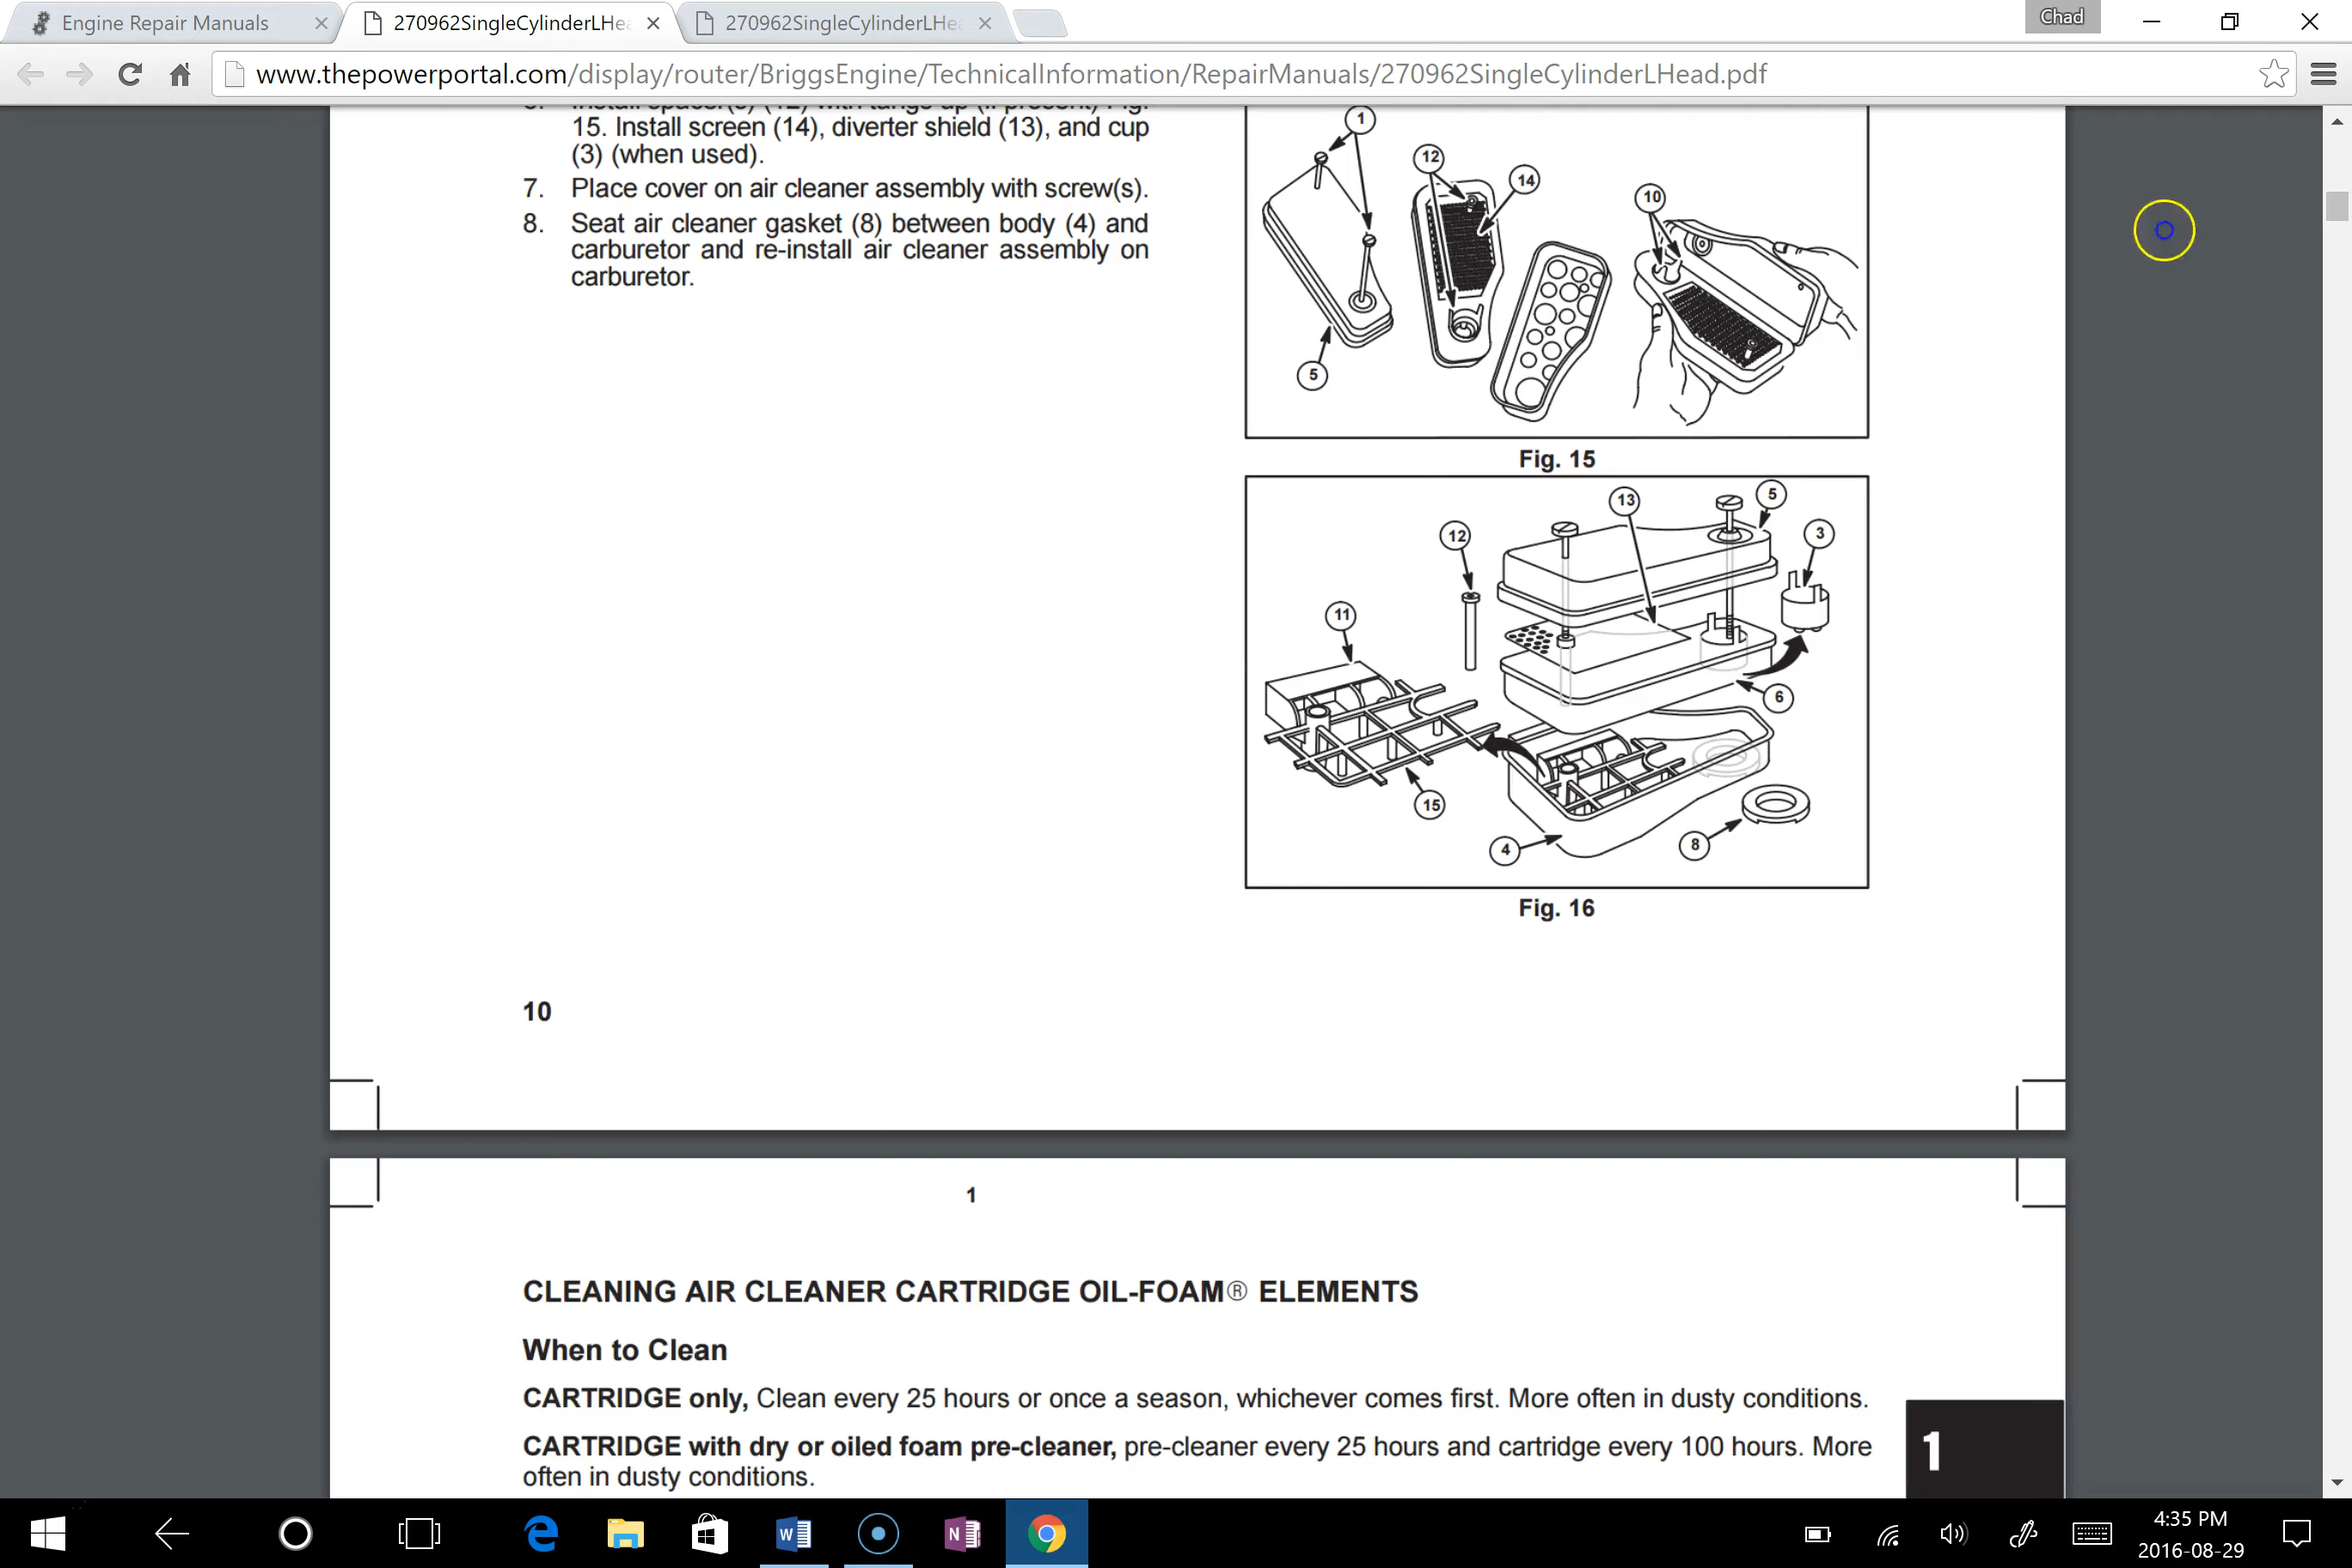 Engine Repair Manuals
270962SingleCylinderLHea
270962SingleCylinderLHea
Chad
www.thepowerportal.com/display/router/BriggsEngine/TechnicalInformation/RepairManuals/270962SingleCylinderLHead.pdf
15. Install screen (14), diverter shield (13), and cup
(3) (when used).
7. Place cover on air cleaner assembly with screw(s).
8. Seat air cleaner gasket (8) between body (4) and
carburetor and re-install air cleaner assembly on
carburetor.
1
12
14
10
5
Fig. 15
13
5
12
3
11
6
15
4
8
Fig. 16
10
1
CLEANING AIR CLEANER CARTRIDGE OIL-FOAM® ELEMENTS
When to Clean
CARTRIDGE only, Clean every 25 hours or once a season, whichever comes first. More often in dusty conditions.
CARTRIDGE with dry or oiled foam pre-cleaner, pre-cleaner every 25 hours and cartridge every 100 hours. More
often in dusty conditions.
1
4:35 PM
2016-08-29